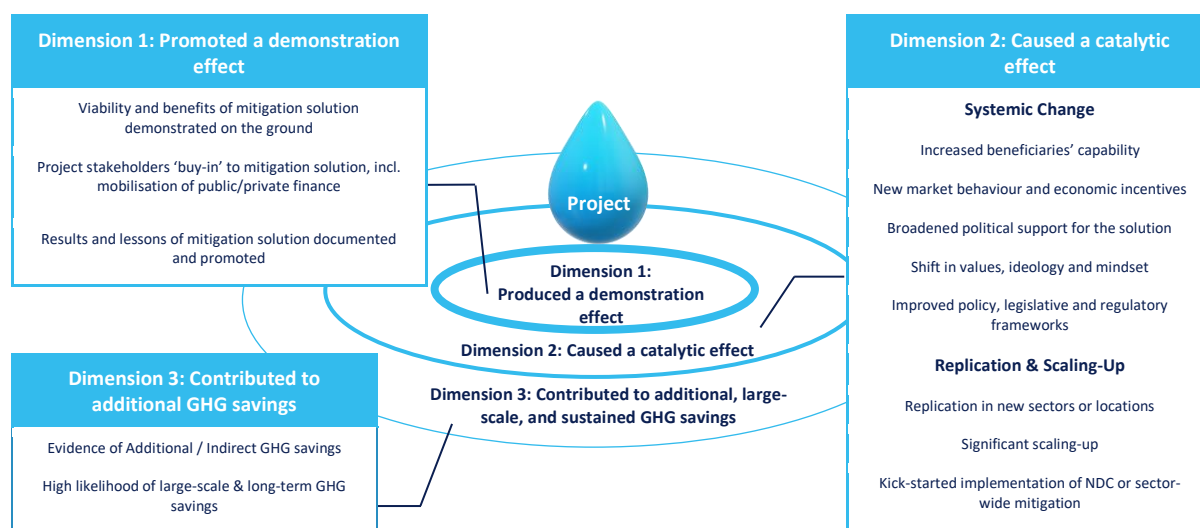 Dimension 1: Promoted a demonstration
effect
Viability and benefits of mitigation solution
demonstrated on the ground
Project stakeholders ‘buy-in’ to mitigation solution, incl.
mobilisation of public/private finance
Results and lessons of mitigation solution documented
and promoted
Project
Dimension 1:
Produced a demonstration
effect
Dimension 2: Caused a catalytic effect
Dimension 3: Contributed to additional, large-
scale, and sustained GHG savings
Dimension 2: Caused a catalytic
effect
Systemic Change
Increased beneficiaries’ capability
New market behaviour and economic incentives
Broadened political support for the solution
Shift in values, ideology and mindset
Improved policy, legislative and regulatory
frameworks
Replication & Scaling-Up
Replication in new sectors or locations
Significant scaling-up
Kick-started implementation of NDC or sector-
wide mitigation
Dimension 3: Contributed to
additional GHG savings
Evidence of Additional / Indirect GHG savings
High likelihood of large-scale & long-term GHG
savings